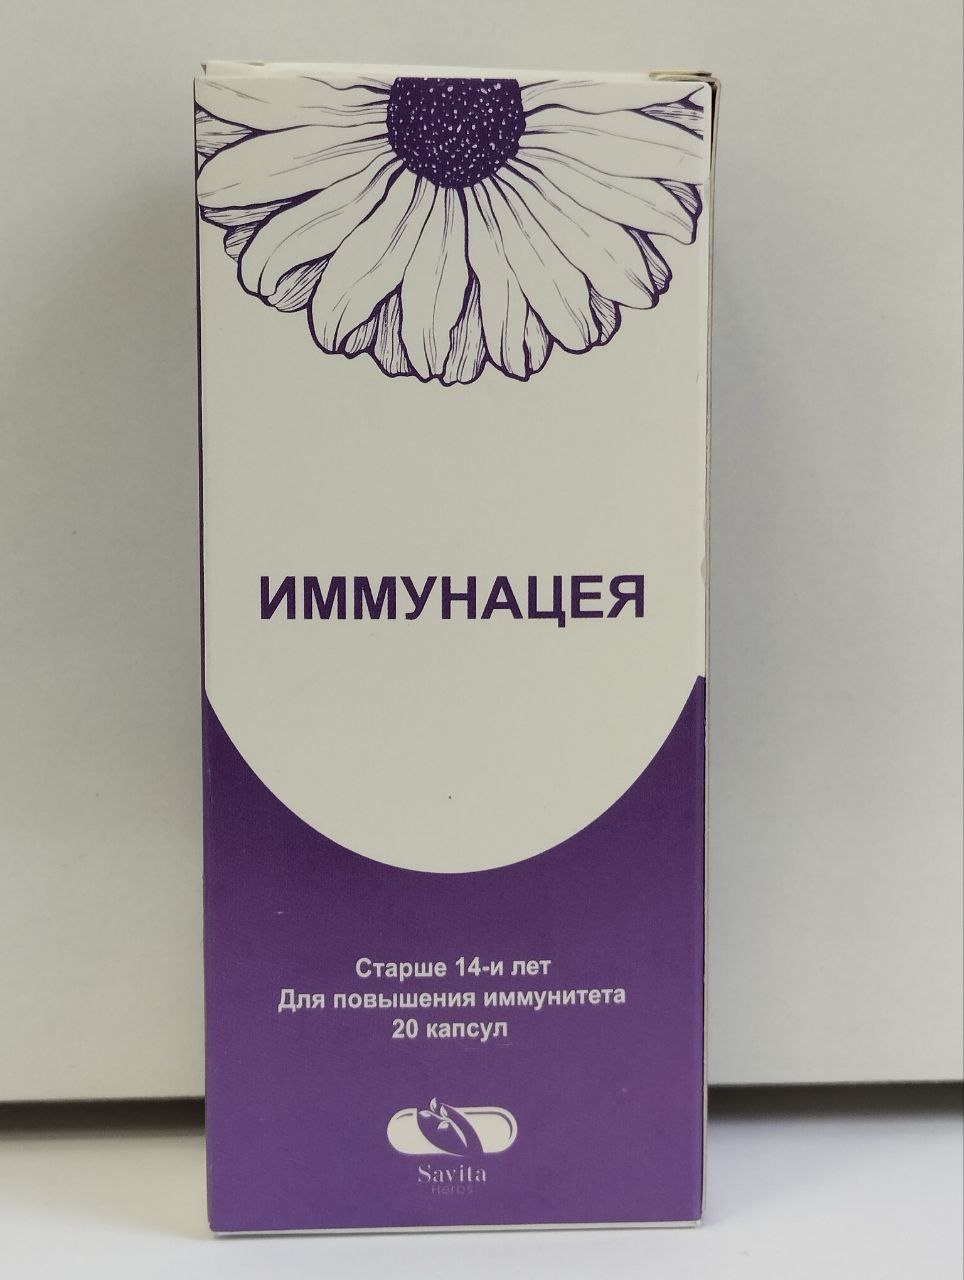 ИММУНАЦЕЯ
Старше 14-и лет
Для повышения иммунитета
20 капсул
Savita
Herbs